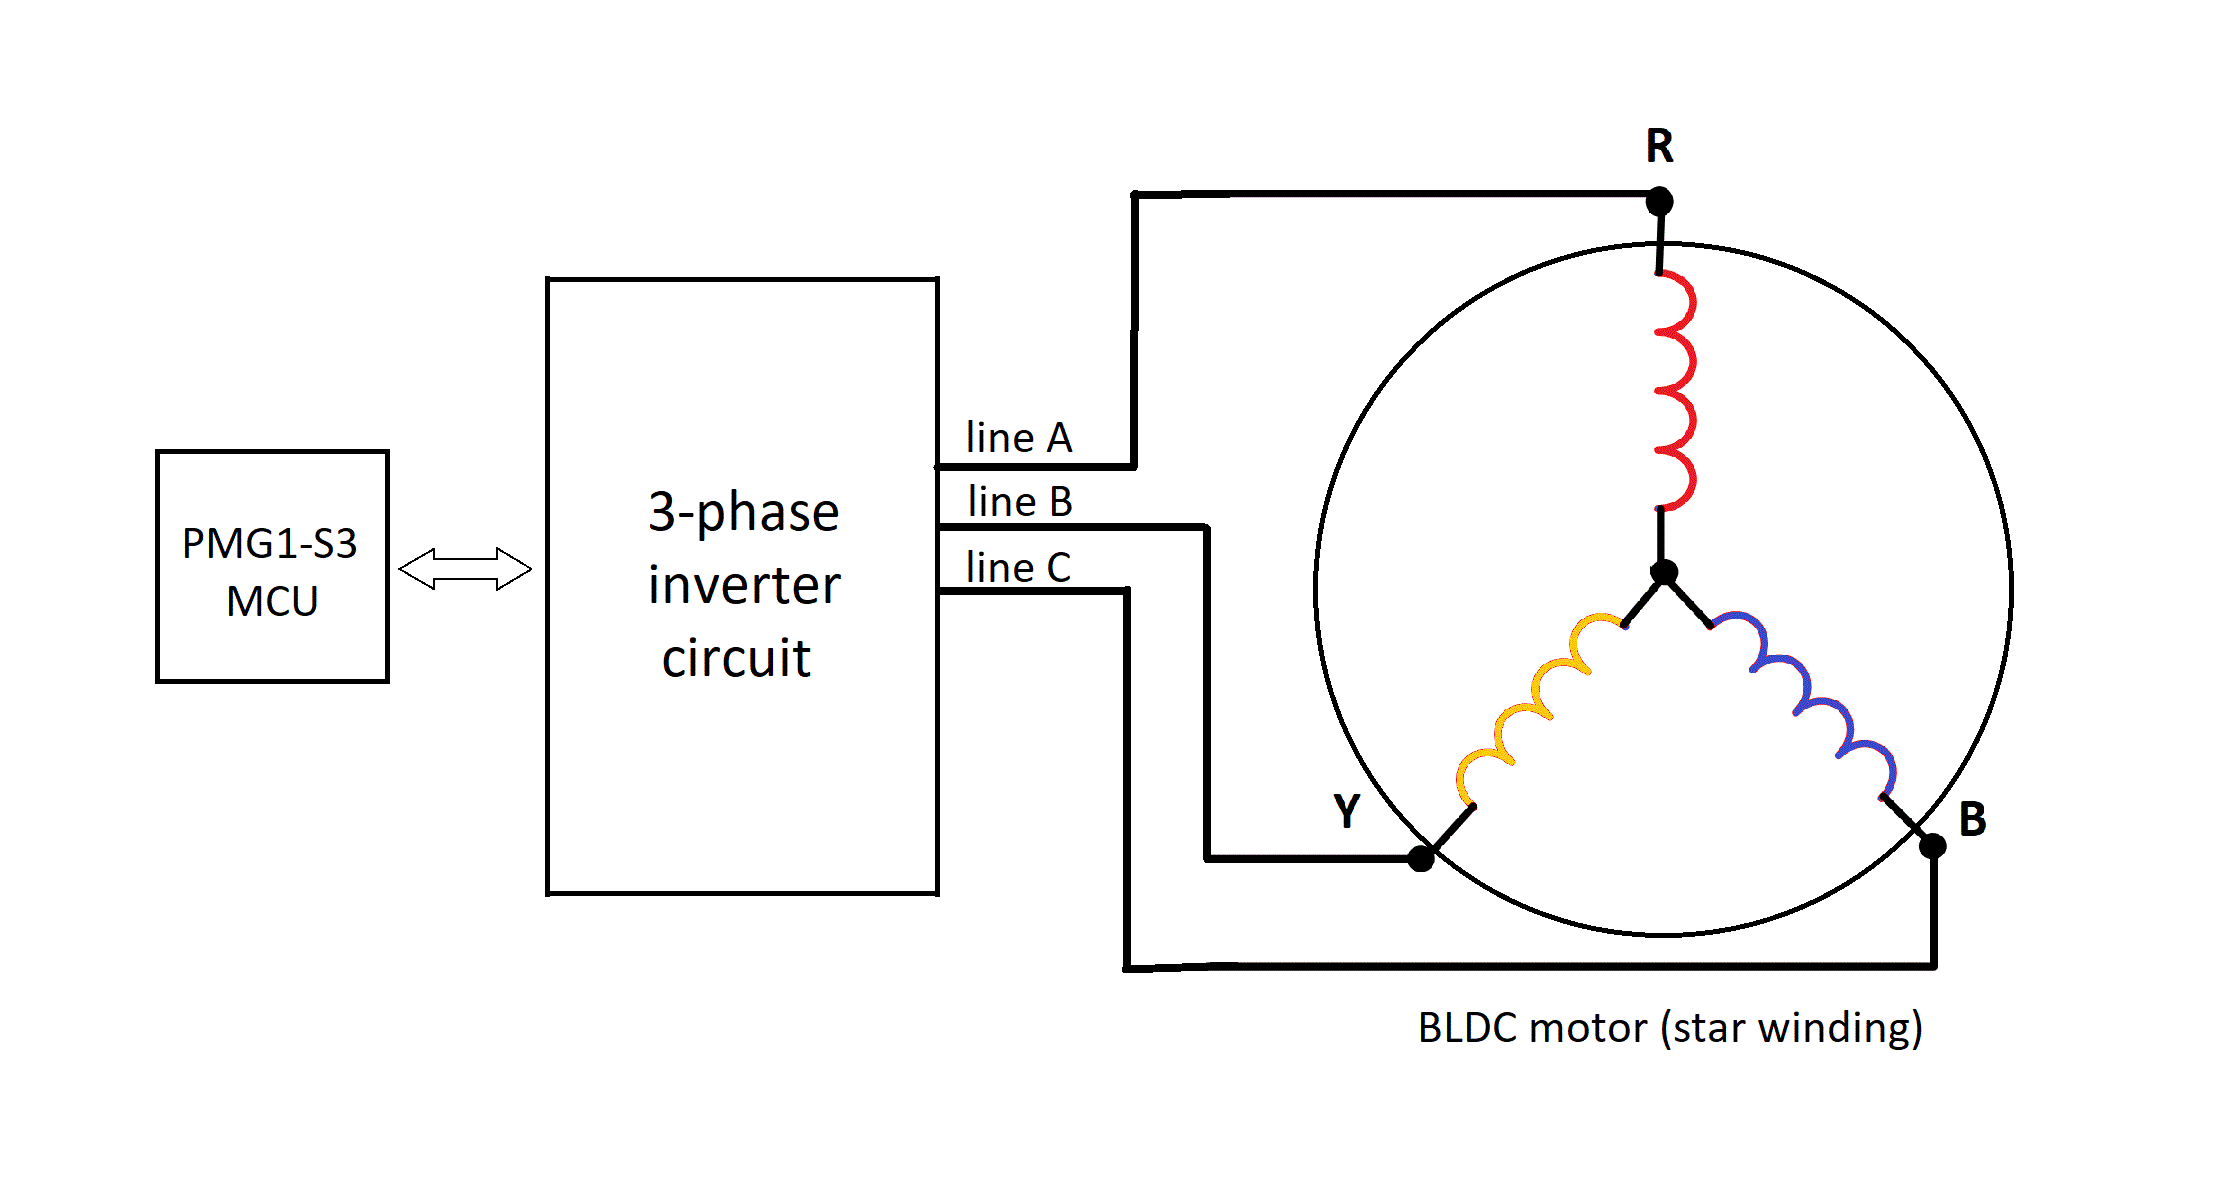 PMG1-S3
MCU
3-phase
inverter
circuit
line A
line B
line C
R
Y
B
BLDC motor (star winding)